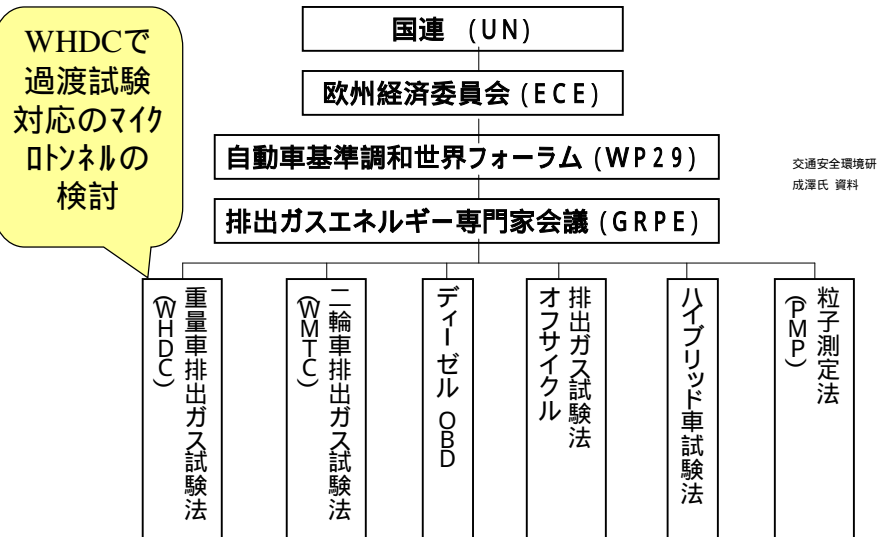 WHDCで
過渡試験
対応のﾏｲｸ
ﾛﾄﾝﾈﾙの
検討
国連 (UN)
欧州経済委員会(ECE)
自動車基準調和世界フォーラム(WP29)
交通安全環境研
成澤氏 資料
排出ガスエネルギー専門家会議(GRPE)
重量車排出ガス試験法
(WHDC)
二輪車排出ガス試験法
(WMTC)
ディーゼル OBD
排出ガス試験法
オフサイクル
ハイブリッド車試験法
粒子測定法
(PMP)